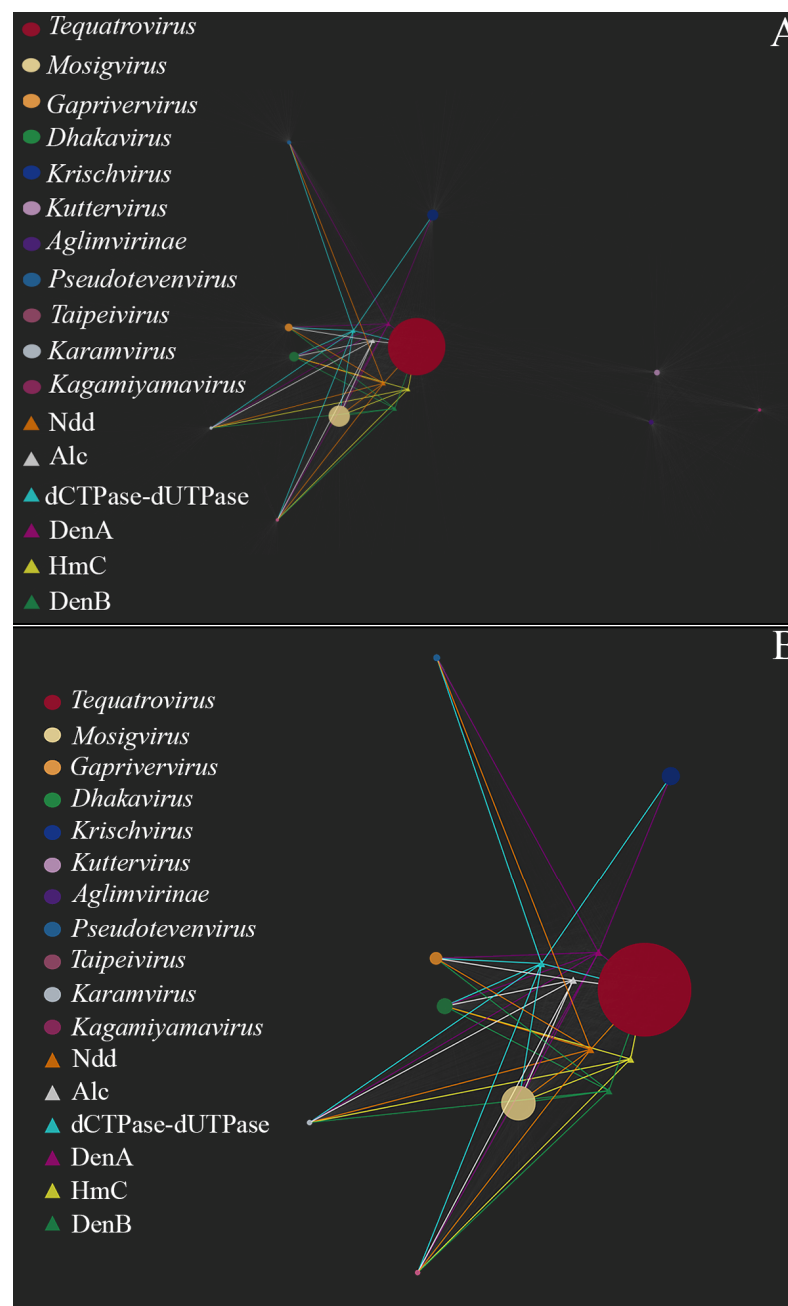 Tequatrovirus
A
Mosigvirus
Gaprivervirus
Dhakavirus
Krischvirus
Kuttervirus
Aglimvirinae
Pseudotevenvirus
Taipeivirus
Karamvirus
Kagamiyamavirus
Ndd
Alc
dCTPase-dUTPase
DenA
HmC
DenB
B
Tequatrovirus
Mosigvirus
Gaprivervirus
Dhakavirus
Krischvirus
Kuttervirus
Aglimvirinae
Pseudotevenvirus
Taipeivirus
Karamvirus
Kagamiyamavirus
Ndd
Alc
dCTPase-dUTPase
DenA
HmC
DenB